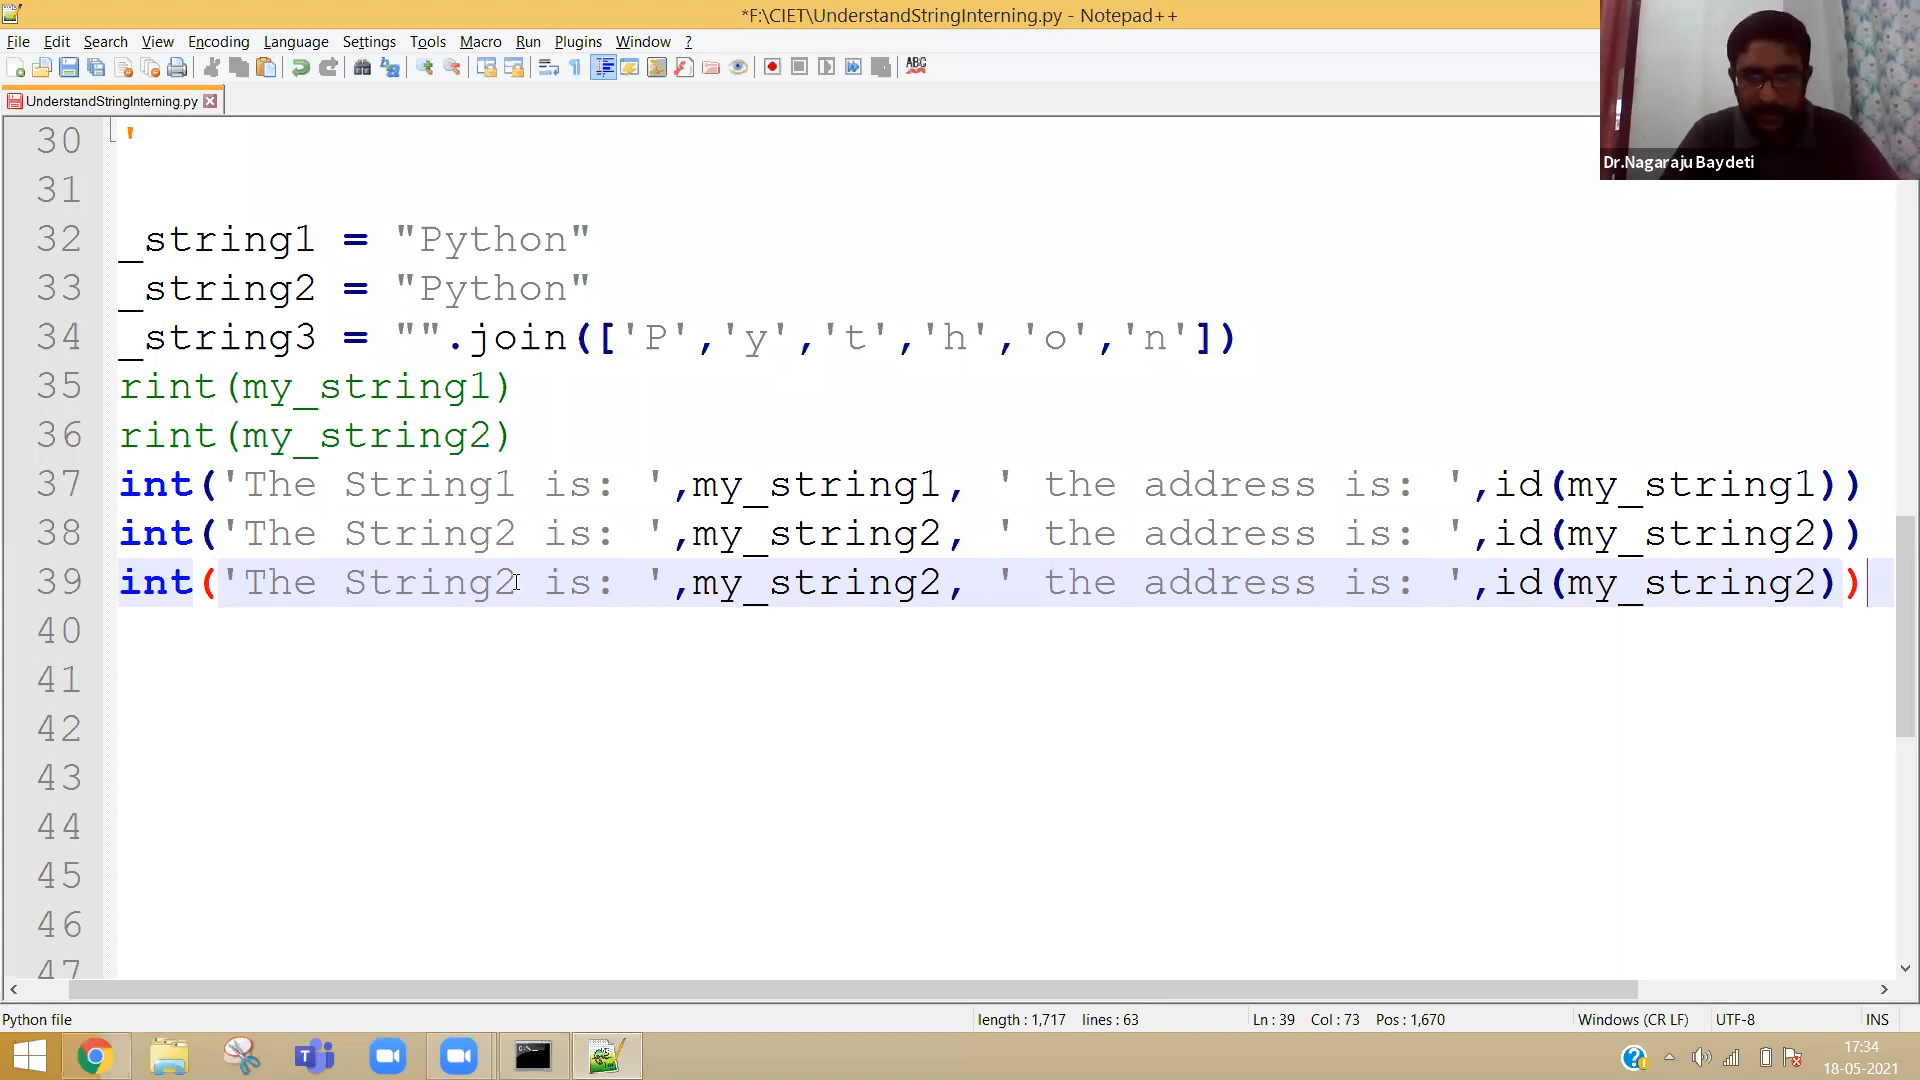 *F:\CIET\UnderstandStringInterning.py - Notepad++
File Edit Search View Encoding Language Settings Tools Macro Run Plugins Window ?
ABC
UnderstandStringInterning.py
30 '
31
32 _string1 = "Python"
33 _string2 = "Python"
34 _string3 = "".join(['P','y','t','h','o','n'])
35 rint(my_string1)
36 rint(my_string2)
37 int('The String1 is: ',my_string1, ' the address is: ',id(my_string1))
38 int('The String2 is: ',my_string2, ' the address is: ',id(my_string2))
39 int('The String2 is: ',my_string2, ' the address is: ',id(my_string2))
40
41
42
43
44
45
46
47
Dr.Nagaraju Baydeti
Python file length : 1,717 lines : 63 Ln : 39 Col : 73 Pos : 1,670 Windows (CR LF) UTF-8 INS
17:34
18-05-2021